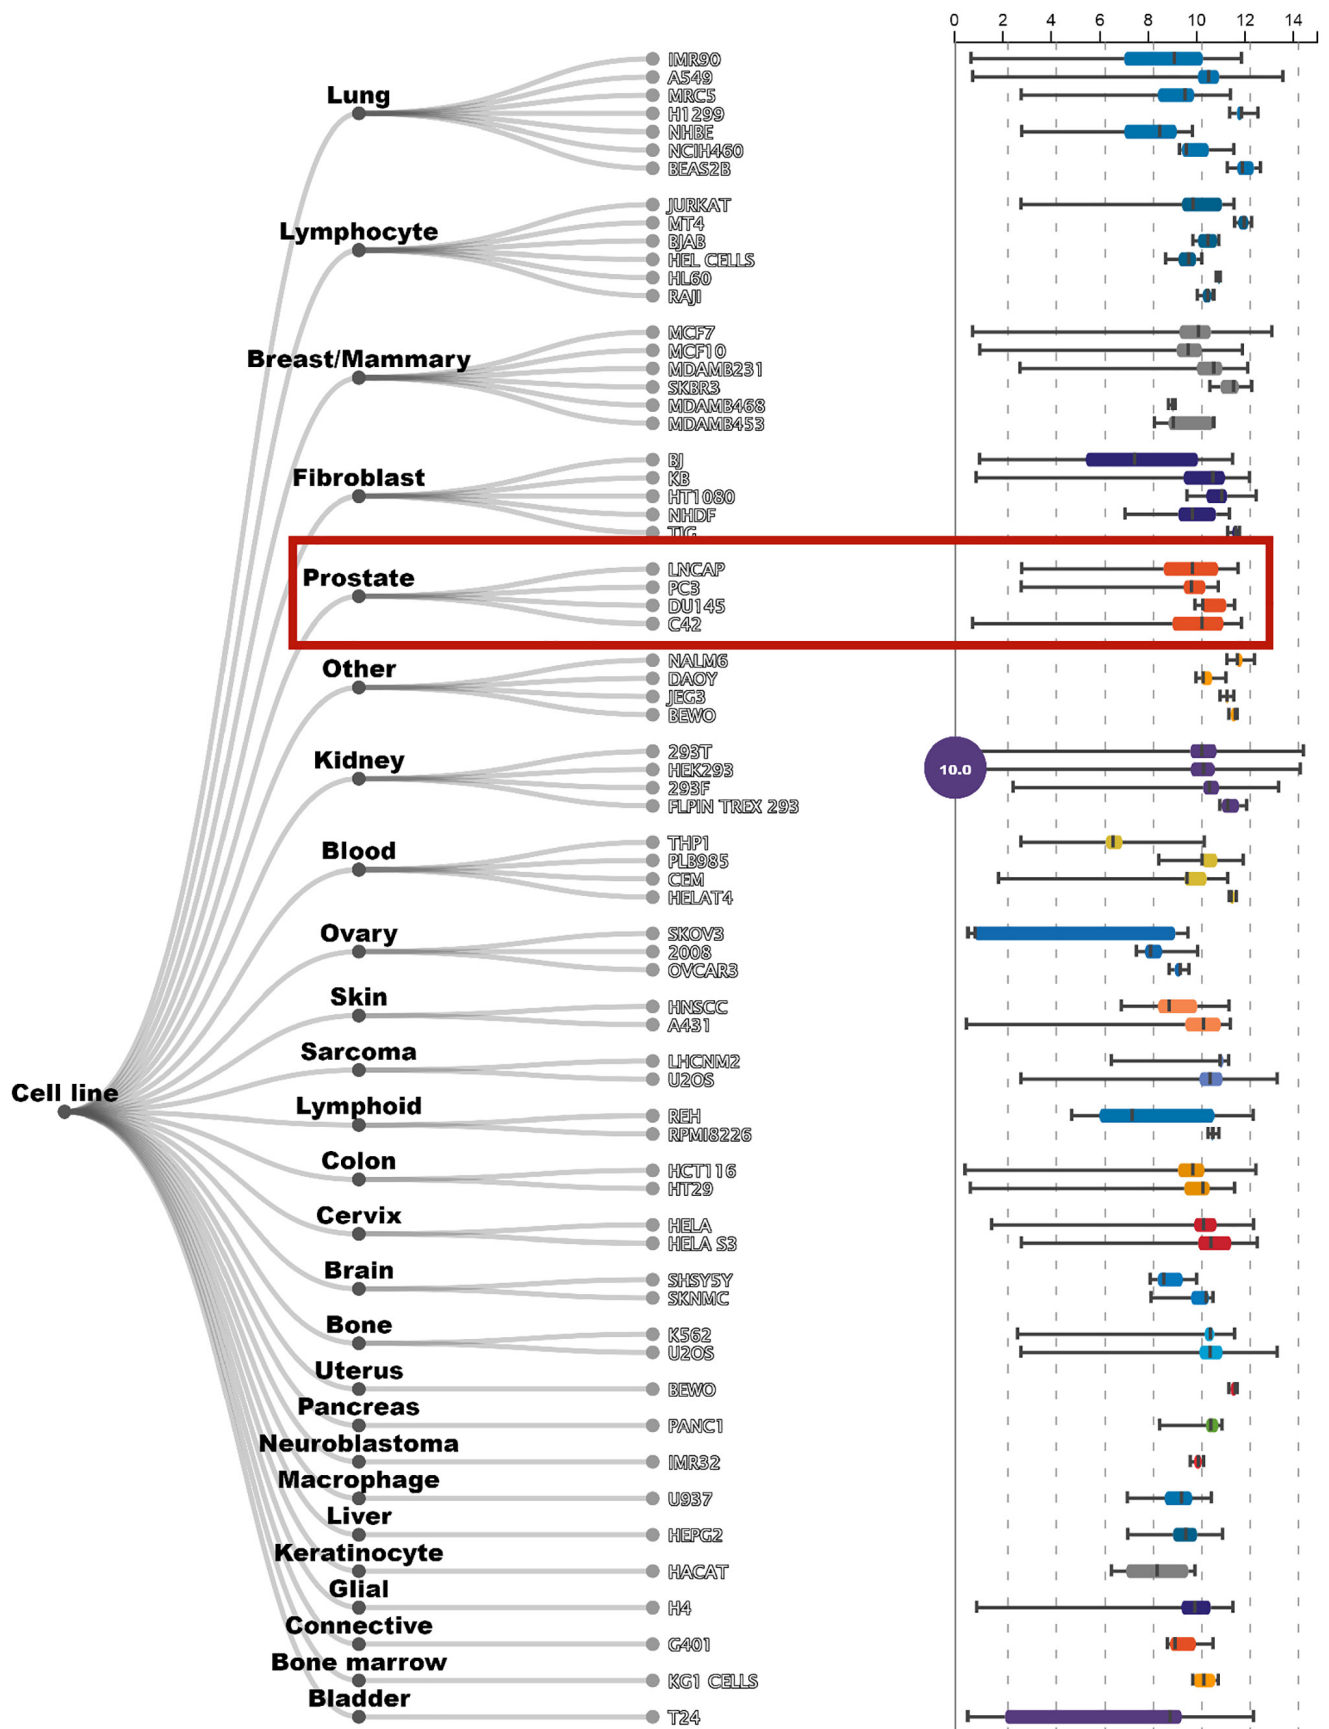 0 2 4 6 8 10 12 14
IMR90
A549
Lung
MRC5
H1299
NHBE
NCIH460
BEAS2B
JURKAT
MT4
Lymphocyte
BJAB
HEL CELLS
HL60
RAJI
MCF7
MCF10
Breast/Mammary
MDAMB231
SKBR3
MDAMB468
MDAMB453
BJ
KB
Fibroblast
HT1080
NHDF
TIG
LNCAP
Prostate
PC3
DU145
C42
NALM6
Other
DAOY
JEG3
BEWO
293T
Kidney
HEK293
10.0
293F
FLPIN TREX 293
THP1
Blood
PLB985
CEM
HELAT4
SKOV3
Ovary
2008
OVCAR3
Skin
HNSCC
A431
Sarcoma
LHCNM2
U2OS
Cell line
Lymphoid
REH
RPMI8226
Colon
HCT116
HT29
Cervix
HELA
HELA S3
Brain
SHSY5Y
SKNMC
Bone
K562
U2OS
Uterus
BEWO
Pancreas
PANC1
Neuroblastoma
IMR32
Macrophage
U937
Liver
HEPG2
Keratinocyte
HACAT
Glial
H4
Connective
G401
Bone marrow
KG1 CELLS
Bladder
T24